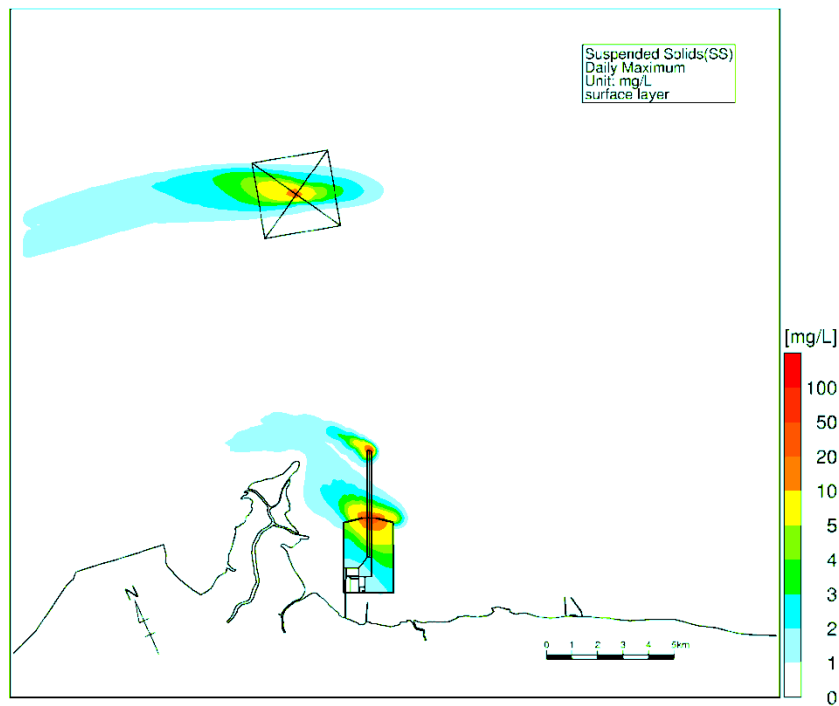 Suspended Solids(SS)
Daily Maximum
Unit: mg/L
surface layer
[mg/L]
100
50
20
10
5
4
3
2
1
0
N
0 1 2 3 4 5km